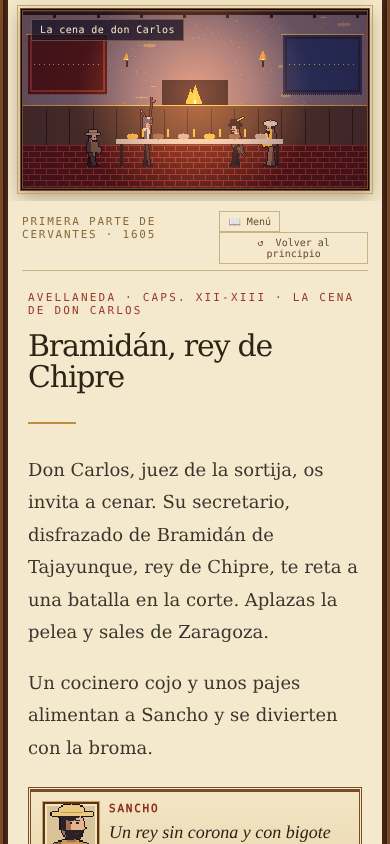 La cena de don Carlos
PRIMERA PARTE DE
CERVANTES · 1605
📖 Menú
↺ Volver al
principio
AVELLANEDA · CAPS. XII-XIII · LA CENA
DE DON CARLOS
Bramidán, rey de
Chipre
Don Carlos, juez de la sortija, os
invita a cenar. Su secretario,
disfrazado de Bramidán de
Tajayunque, rey de Chipre, te reta a
una batalla en la corte. Aplazas la
pelea y sales de Zaragoza.
Un cocinero cojo y unos pajes
alimentan a Sancho y se divierten
con la broma.
SANCHO
Un rey sin corona y con bigote